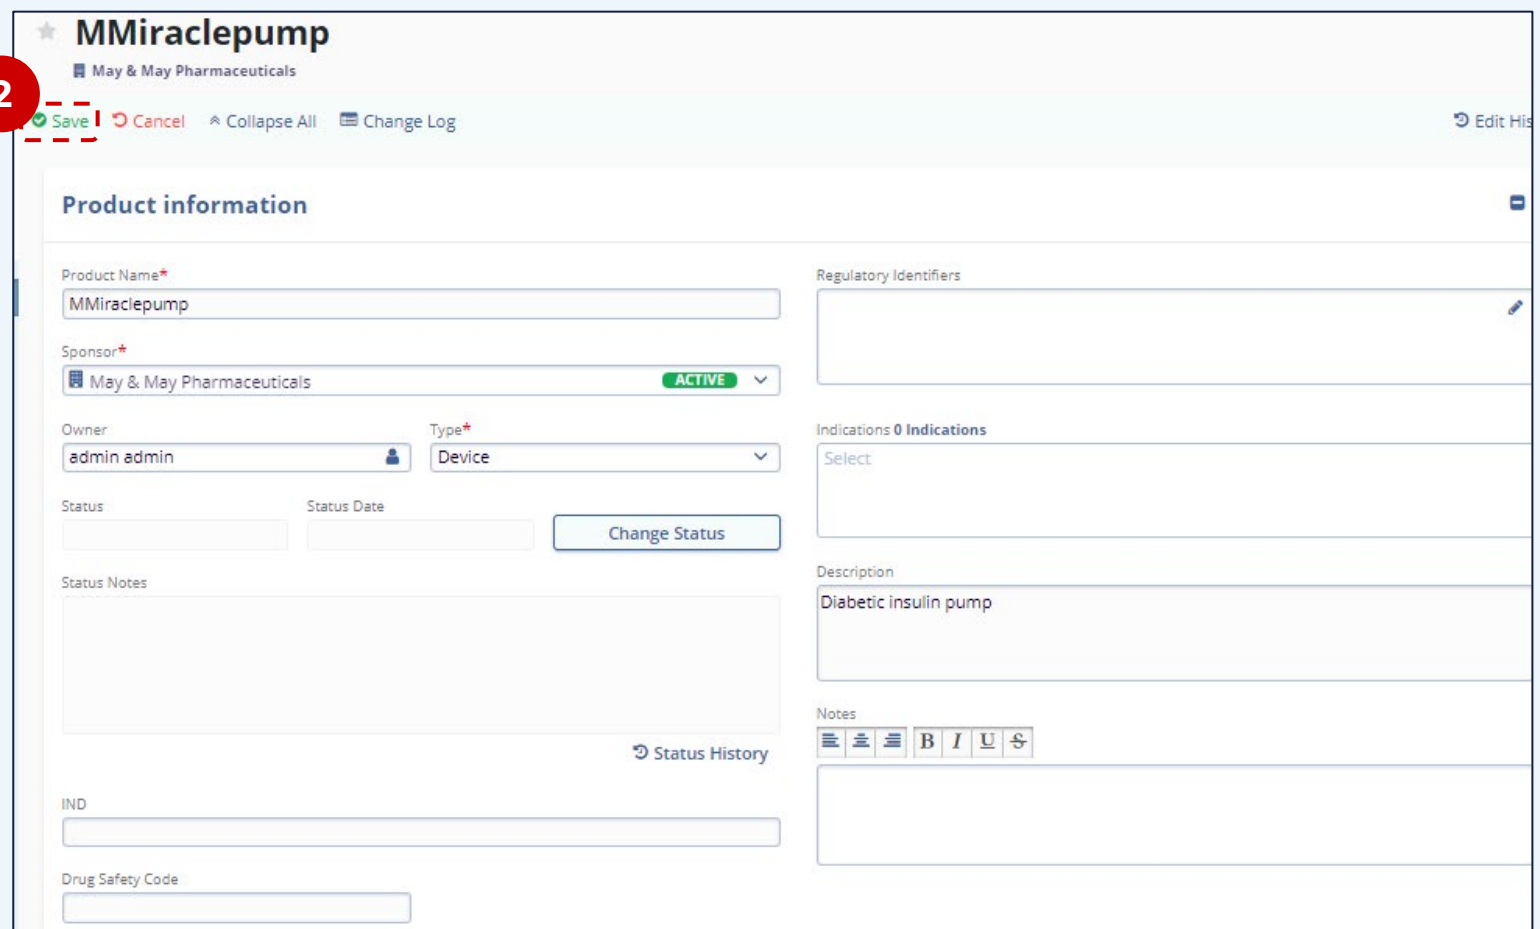 MMiraclepump
May & May Pharmaceuticals
2
Save Cancel Collapse All Change Log Edit His
Product information
Product Name*
MMiraclepump
Sponsor*
May & May Pharmaceuticals ACTIVE
Owner Type*
admin admin Device
Status Status Date
Change Status
Status Notes
Status History
IND
Drug Safety Code
Regulatory Identifiers
Indications 0 Indications
Select
Description
Diabetic insulin pump
Notes
B I U S